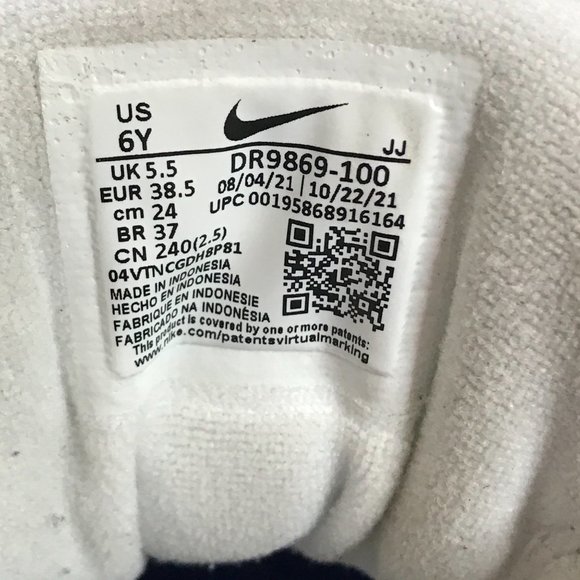 US
6Y
JJ
UK 5.5
DR9869-100
EUR 38.5
08/04/21 | 10/22/21
cm 24
UPC 00195868916164
BR 37
CN 240(2.5)
04VTNCGDH8P81
MADE IN INDONESIA
HECHO EN INDONESIA
FABRIQUE EN INDONESIE
FABRICADO NA INDONÉSIA
This product is covered by one or more patents:
www.nike.com/patentsvirtualmarking